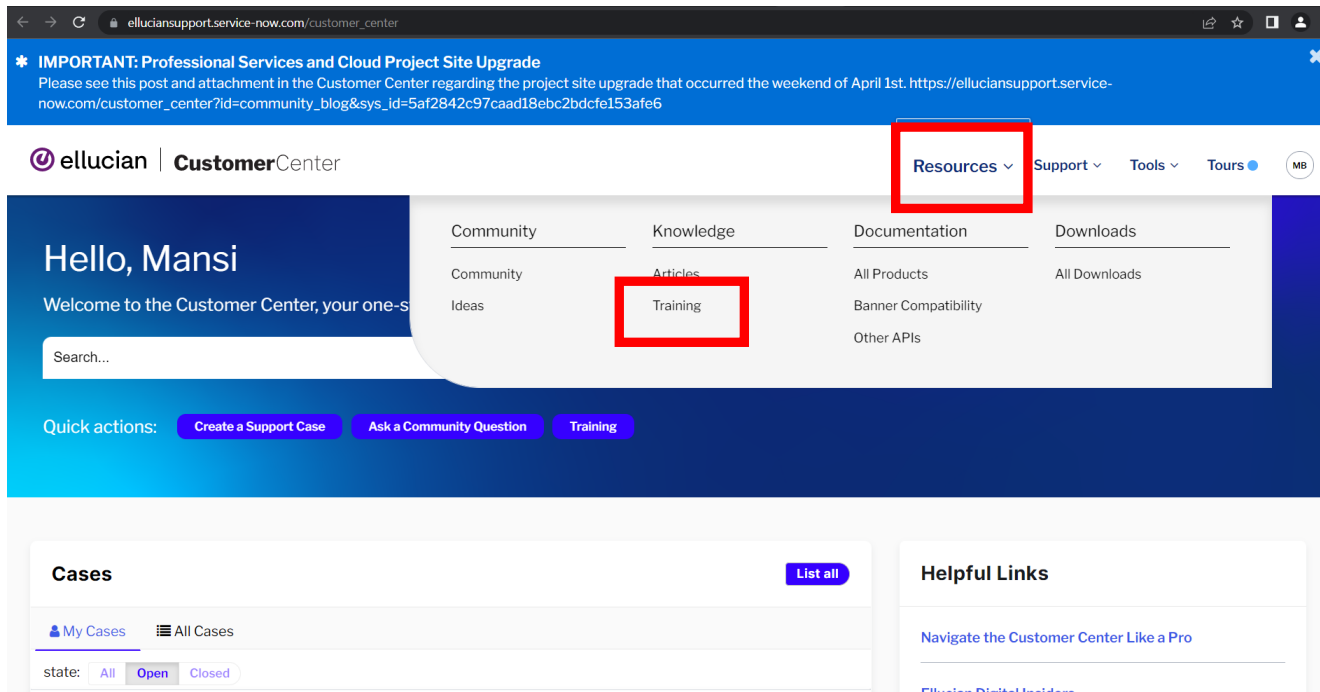 elluciansupport.service-now.com/customer_center
✱ IMPORTANT: Professional Services and Cloud Project Site Upgrade
Please see this post and attachment in the Customer Center regarding the project site upgrade that occurred the weekend of April 1st. https://elluciansupport.service-
now.com/customer_center?id=community_blog&sys_id=5af2842c97caad18ebc2bdcfe153afe6
ellucian | CustomerCenter
Resources Support Tools Tours MB
Community Knowledge Documentation Downloads
Community Articles All Products All Downloads
Ideas Training Banner Compatibility
Other APIs
Hello, Mansi
Welcome to the Customer Center, your one-s
Search...
Quick actions: Create a Support Case Ask a Community Question Training
Cases List all
My Cases All Cases
state: All Open Closed
Helpful Links
Navigate the Customer Center Like a Pro
Ellucian Digital Insiders